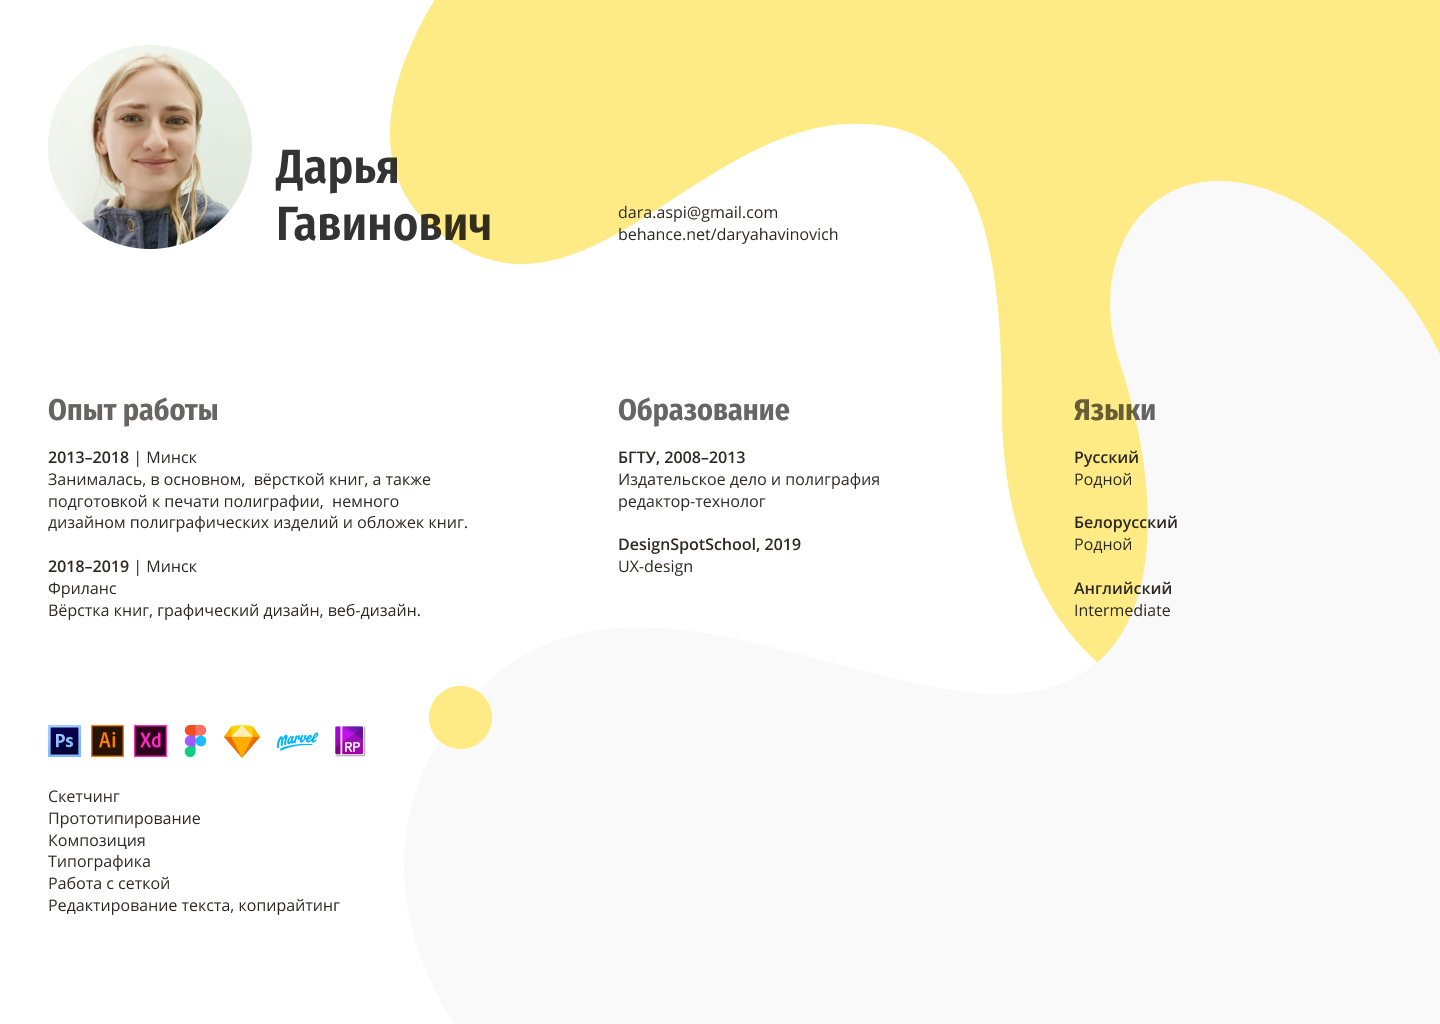 Дарья
Гавинович
dara.aspi@gmail.com
behance.net/daryahavinovich
Опыт работы
2013–2018 | Минск
Занималась, в основном,  вёрсткой книг, а также
подготовкой к печати полиграфии,  немного
дизайном полиграфических изделий и обложек книг.
2018–2019 | Минск
Фриланс
Вёрстка книг, графический дизайн, веб-дизайн.
Образование
БГТУ, 2008–2013
Издательское дело и полиграфия
редактор-технолог
DesignSpotSchool, 2019
UX-design
Языки
Русский
Родной
Белорусский
Родной
Английский
Intermediate
Ps Ai Xd Marvel RP
Скетчинг
Прототипирование
Композиция
Типографика
Работа с сеткой
Редактирование текста, копирайтинг